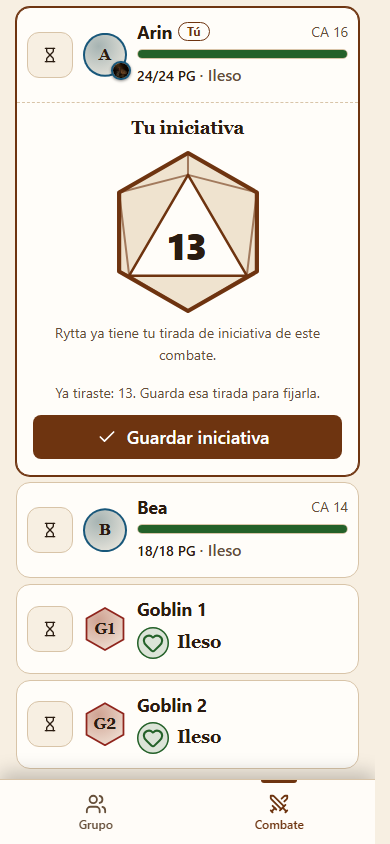 A
Arin Tú CA 16
24/24 PG · Ileso
Tu iniciativa
13
Rytta ya tiene tu tirada de iniciativa de este
combate.
Ya tiraste: 13. Guarda esa tirada para fijarla.
Guardar iniciativa
B
Bea CA 14
18/18 PG · Ileso
G1
Goblin 1
Ileso
G2
Goblin 2
Ileso
Grupo Combate